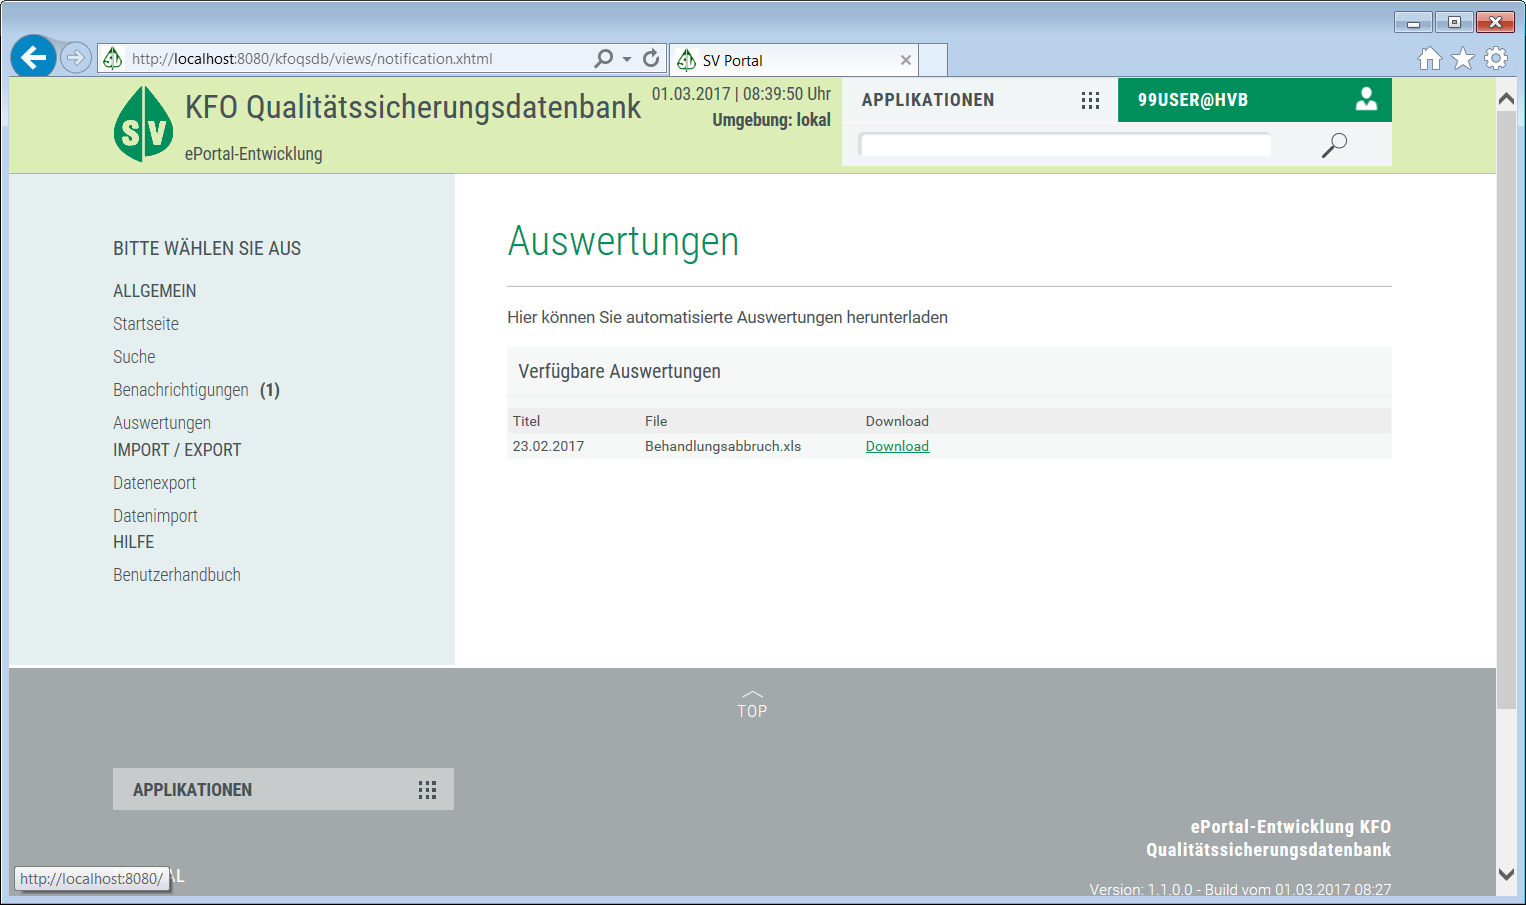 http://localhost:8080/kfoqsdb/views/notification.xhtml
SV Portal
SV
KFO Qualitätssicherungsdatenbank
ePortal-Entwicklung
01.03.2017 | 08:39:50 Uhr
Umgebung: lokal
APPLIKATIONEN
99USER@HVB
BITTE WÄHLEN SIE AUS
ALLGEMEIN
Startseite
Suche
Benachrichtigungen (1)
Auswertungen
IMPORT / EXPORT
Datenexport
Datenimport
HILFE
Benutzerhandbuch
Auswertungen
Hier können Sie automatisierte Auswertungen herunterladen
Verfügbare Auswertungen
Titel File Download
23.02.2017 Behandlungsabbruch.xls Download
TOP
APPLIKATIONEN
ePortal-Entwicklung KFO
Qualitätssicherungsdatenbank
Version: 1.1.0.0 - Build vom 01.03.2017 08:27
http://localhost:8080/